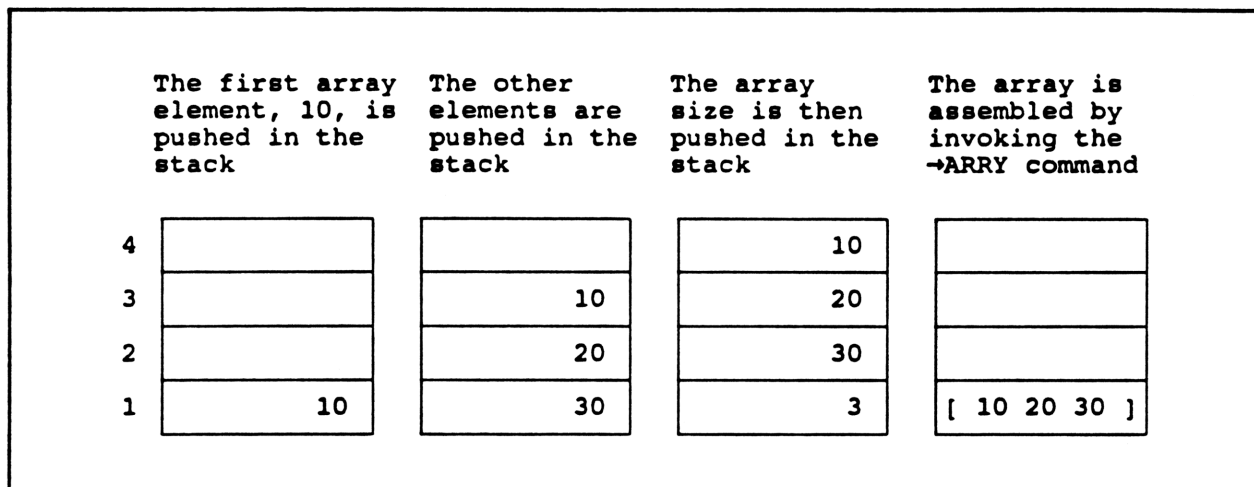 The first array
element, 10, is
pushed in the
stack
The other
elements are
pushed in the
stack
The array
size is then
pushed in the
stack
The array is
assembled by
invoking the
→ARRY command
4 10
3 10 20
2 20 30
1 10 30 3 [ 10 20 30 ]